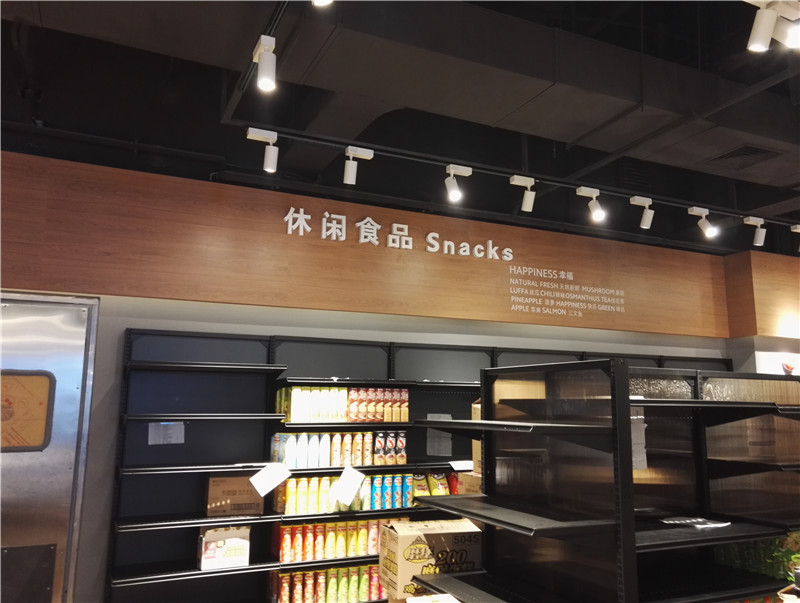 休闲食品 Snacks
HAPPINESS 幸福
NATURAL FRESH 天然新鲜 MUSHROOM 蘑菇
LUFFA 丝瓜 CHILI 辣椒 OSMANTHUS TEA 桂花茶
PINEAPPLE 菠萝 HAPPINESS 快乐 GREEN 绿色
APPLE 苹果 SALMON 三文鱼
5045
200